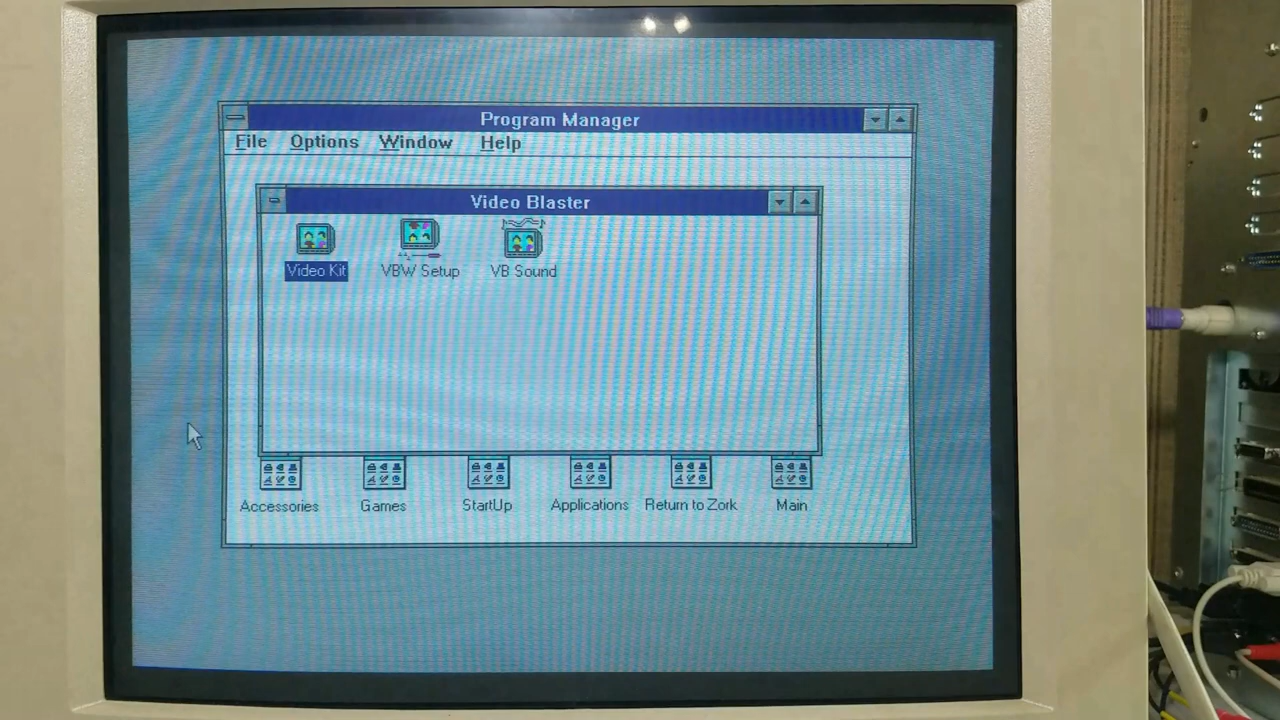 Program Manager
File Options Window Help
Video Blaster
Video Kit VBW Setup VB Sound
Accessories Games StartUp Applications Return to Zork Main